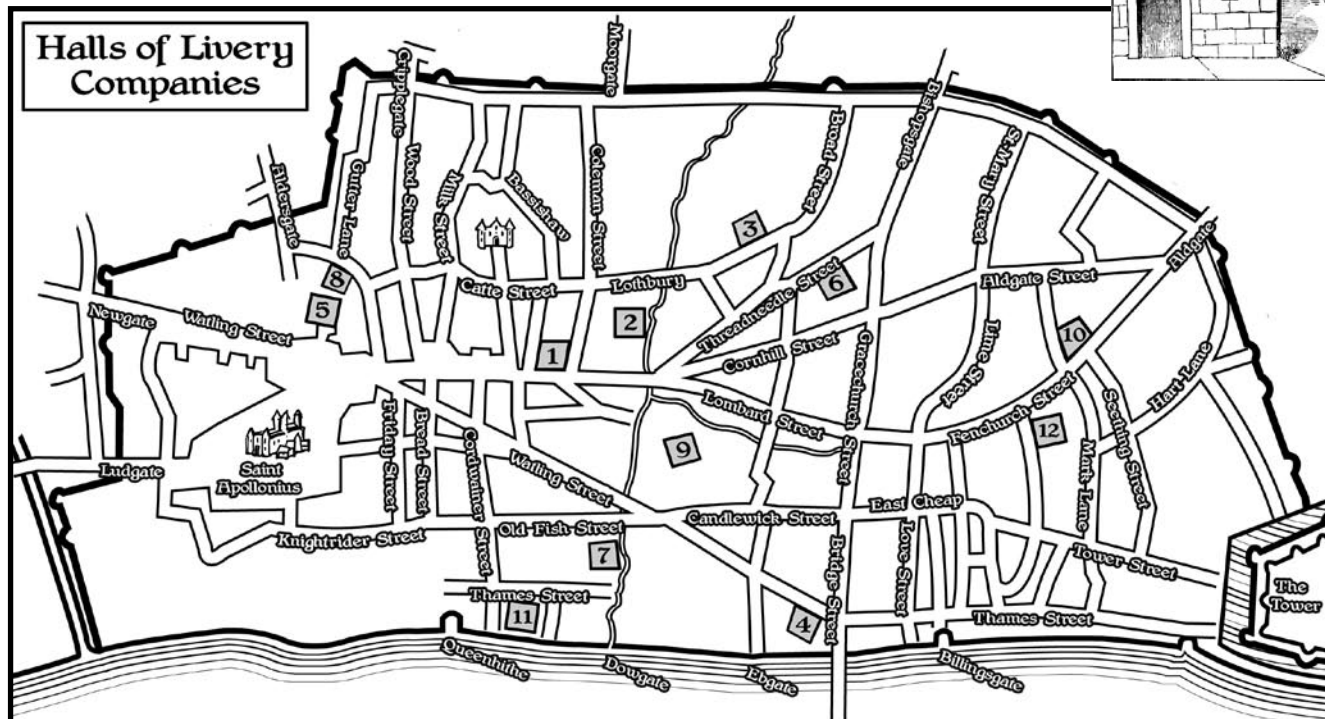 Halls of Livery
Companies
Cripplegate
Moorgate
Bishopsgate
Aldersgate
Gutter Lane
Wood Street
Milk Street
Bassishaw
Coleman Street
Broad Street
St. Mary Street
3
8
5
Catte Street
Lothbury
Threadneedle Street
6
Aldgate Street
Aldgate
Newgate
Watling Street
2
1
Cornhill Street
Gracechurch Street
Lime Street
10
Hart Lane
Lombard Street
Fenchurch Street
Seething Street
Friday Street
Bread Street
Cordwainer Street
Watling Street
9
12
Mark Lane
Ludgate
Saint
Apollonius
Knightrider Street
Old Fish Street
Candlewick Street
East Cheap
Tower Street
7
Bridge Street
Love Street
Thames Street
11
4
Thames Street
The
Tower
Queenhithe
Dowgate
Ebgate
Billingsgate